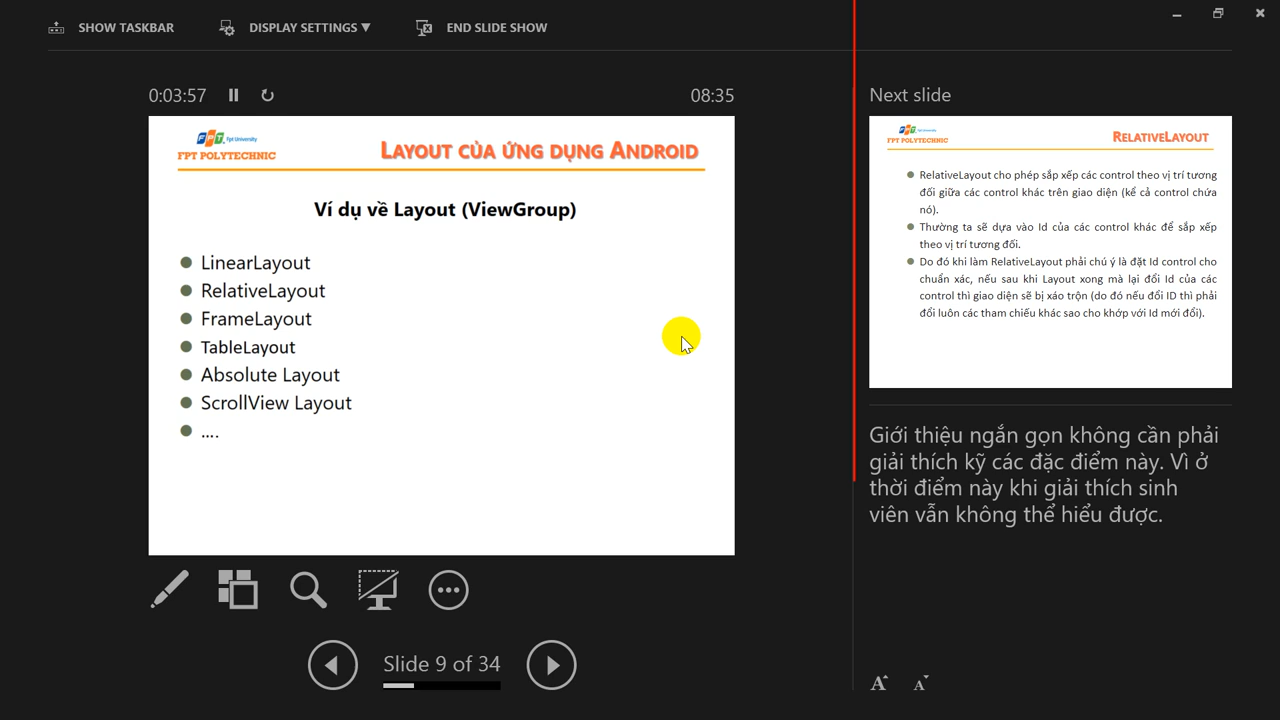 SHOW TASKBAR
DISPLAY SETTINGS ▼
END SLIDE SHOW
0:03:57
08:35
FPT Fpt University
FPT POLYTECHNIC
LAYOUT CỦA ỨNG DỤNG ANDROID
Ví dụ về Layout (ViewGroup)
LinearLayout
RelativeLayout
FrameLayout
TableLayout
Absolute Layout
ScrollView Layout
....
Slide 9 of 34
Next slide
FPT Fpt University
FPT POLYTECHNIC
RELATIVELAYOUT
RelativeLayout cho phép sắp xếp các control theo vị trí tương
đối giữa các control khác trên giao diện (kể cả control chứa
nó).
Thường ta sẽ dựa vào Id của các control khác để sắp xếp
theo vị trí tương đối.
Do đó khi làm RelativeLayout phải chú ý là đặt Id control cho
chuẩn xác, nếu sau khi Layout xong mà lại đổi Id của các
control thì giao diện sẽ bị xáo trộn (do đó nếu đổi ID thì phải
đổi luôn các tham chiếu khác sao cho khớp với Id mới đổi).
Giới thiệu ngắn gọn không cần phải
giải thích kỹ các đặc điểm này. Vì ở
thời điểm này khi giải thích sinh
viên vẫn không thể hiểu được.
A A